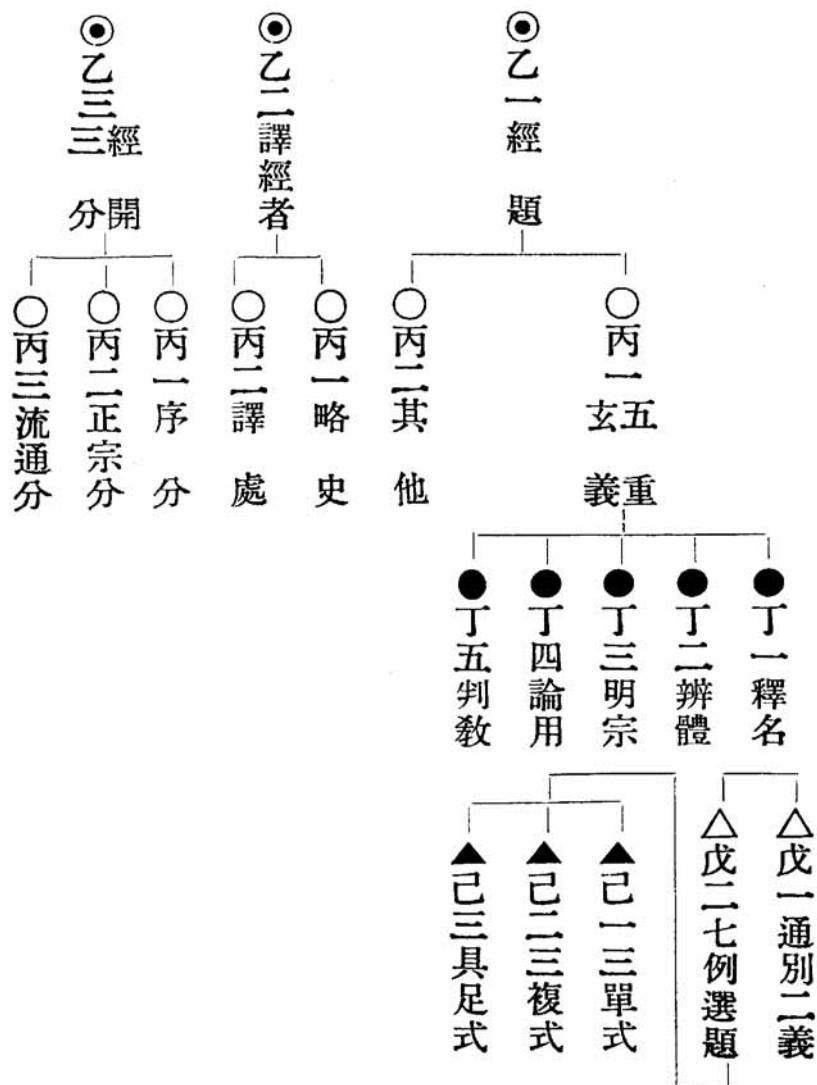 乙一經題
乙二譯經者
乙三經開三分
丙一五重玄義
丙二其他
丙一略史
丙二譯處
丙一序分
丙二正宗分
丙三流通分
丁一釋名
丁二辨體
丁三明宗
丁四論用
丁五判教
戊一通別二義
戊二七例選題
己一三單式
己二三複式
己三具足式